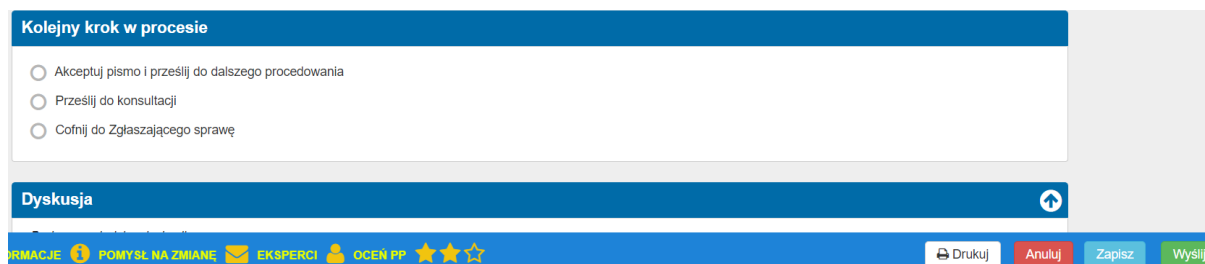 Kolejny krok w procesie
Akceptuj pismo i prześlij do dalszego procedowania
Prześlij do konsultacji
Cofnij do Zgłaszającego sprawę
Dyskusja
RMACJE POMYSŁ NA ZMIANĘ EKSPERCI OCEŃ PP Drukuj Anuluj Zapisz Wyślij